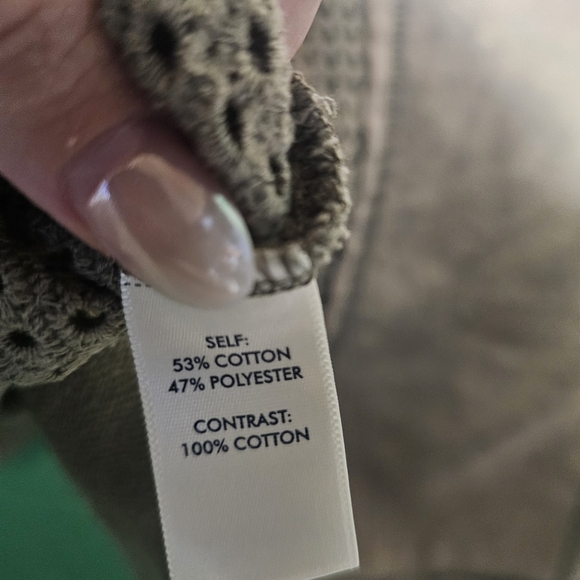 SELF:
53% COTTON
47% POLYESTER
CONTRAST:
100% COTTON